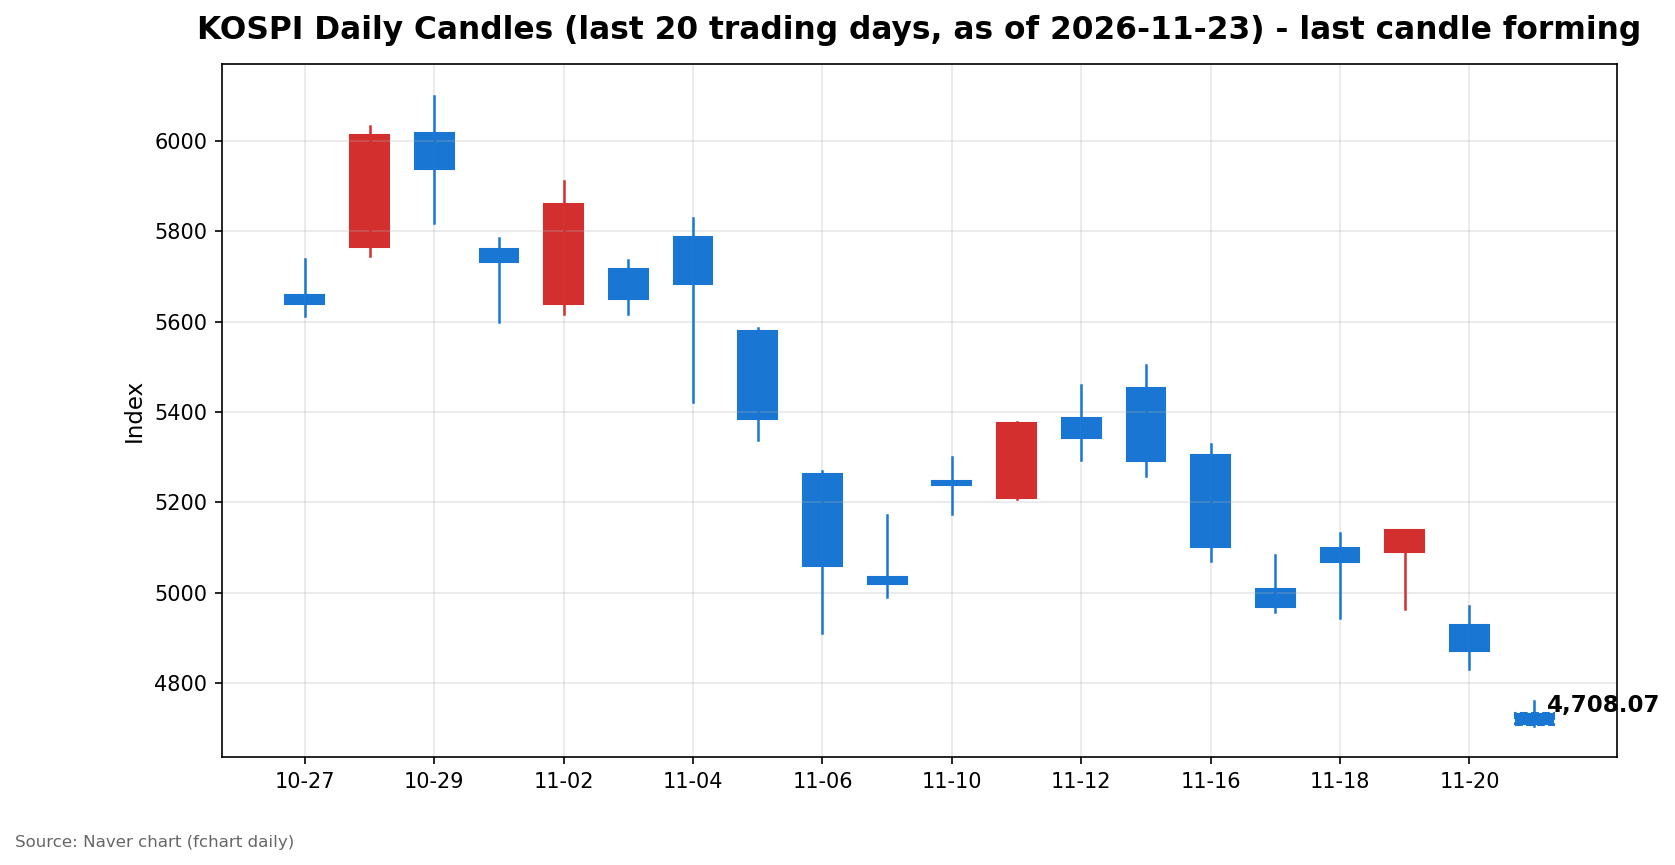 KOSPI Daily Candles (last 20 trading days, as of 2026-11-23) - last candle forming
6000
5800
5600
5400
5200
5000
4800
Index
4,708.07
10-27 10-29 11-02 11-04 11-06 11-10 11-12 11-16 11-18 11-20
Source: Naver chart (fchart daily)